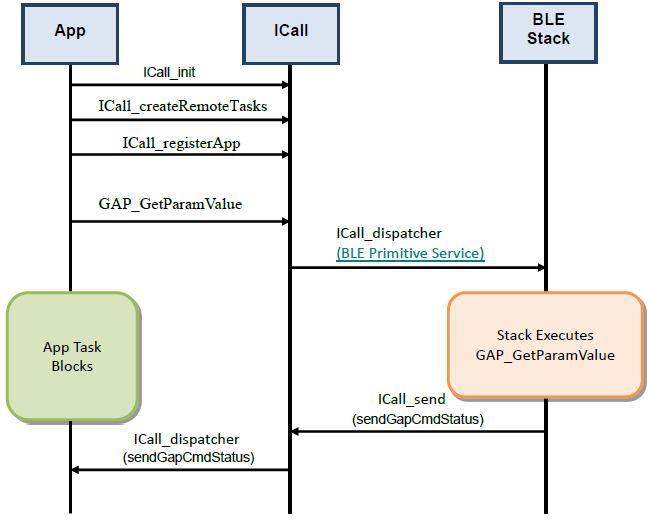 App
ICall
BLE
Stack
ICall_init
ICall_createRemoteTasks
ICall_registerApp
GAP_GetParamValue
ICall_dispatcher
(BLE Primitive Service)
App Task
Blocks
Stack Executes
GAP_GetParamValue
ICall_send
(sendGapCmdStatus)
ICall_dispatcher
(sendGapCmdStatus)